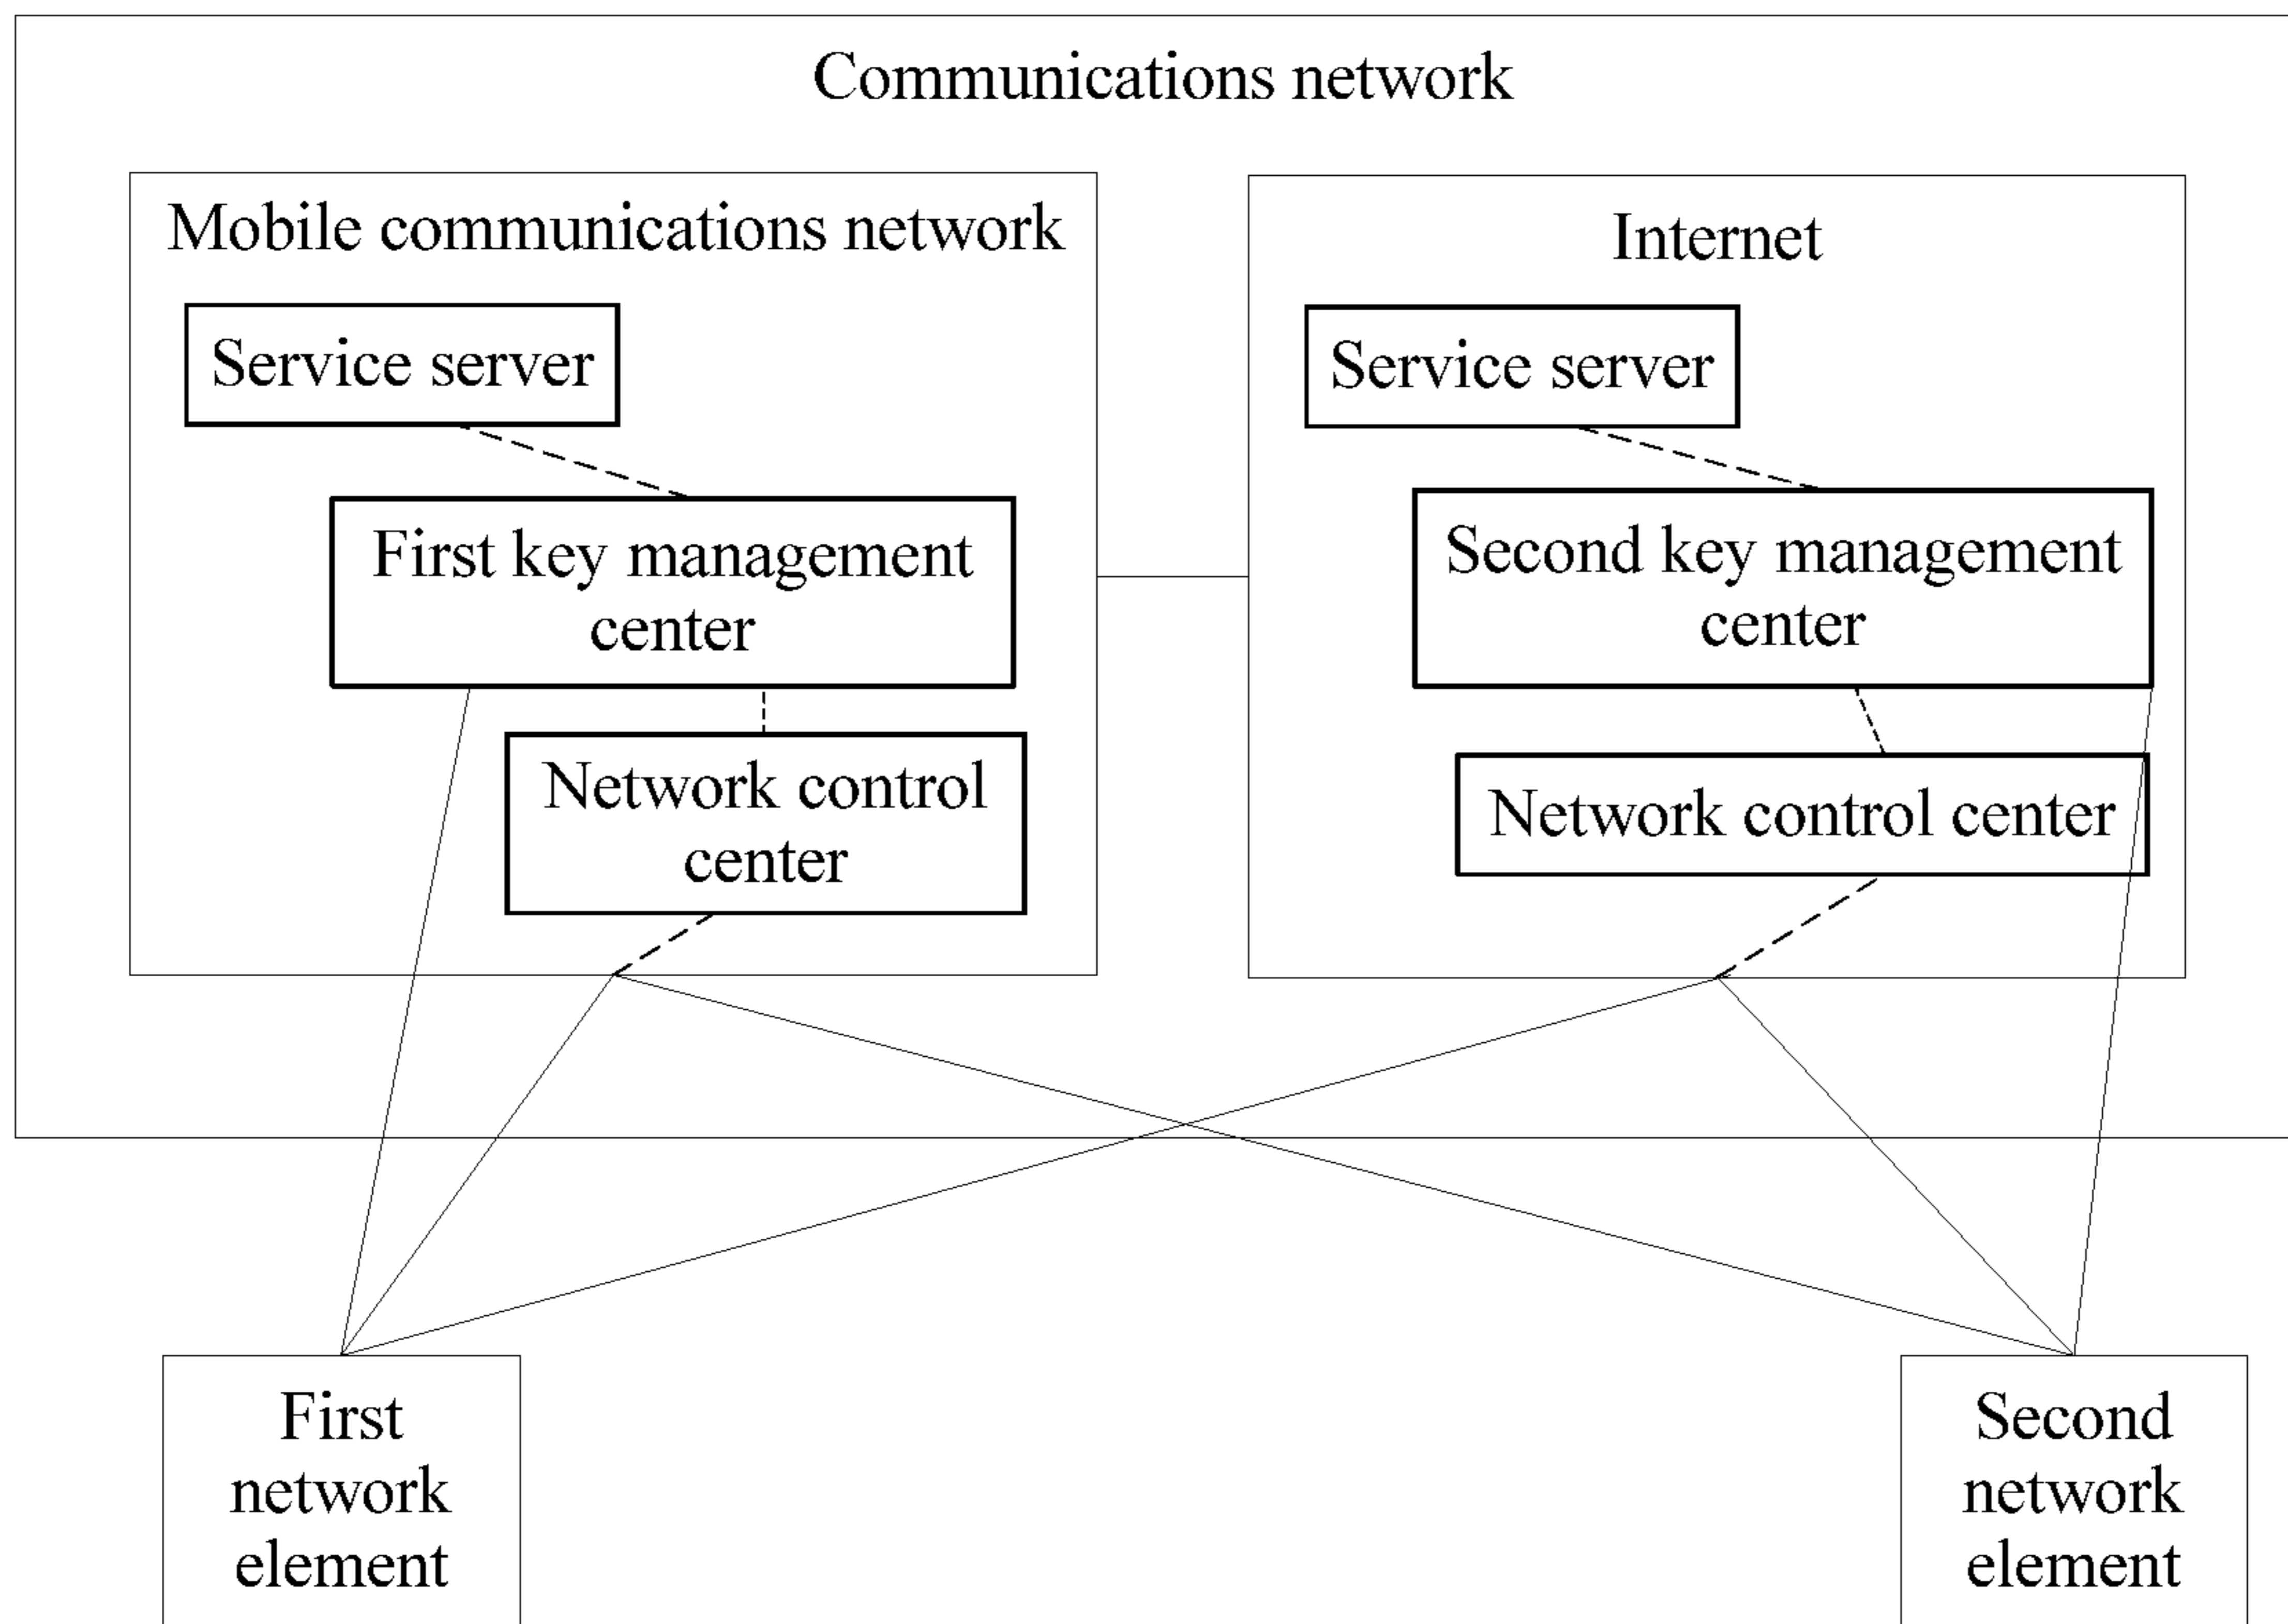 Communications network
Mobile communications network
Service server
First key management
center
Network control
center
Internet
Service server
Second key management
center
Network control center
First
network
element
Second
network
element